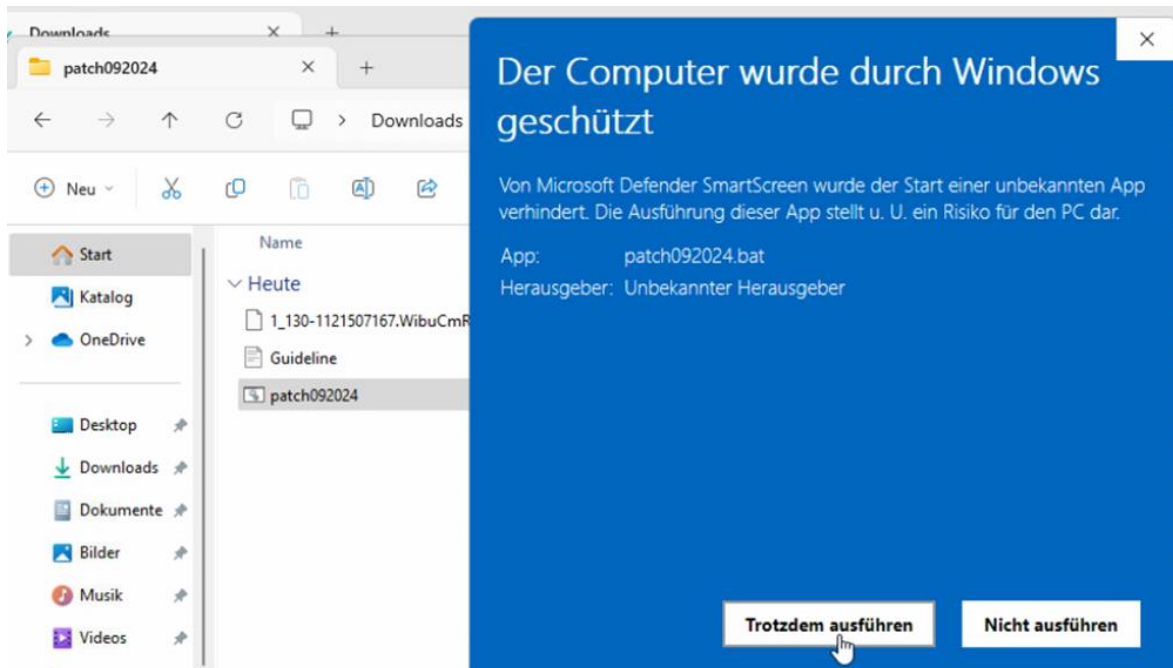 Downloads
patch092024
Downloads
Neu
Start
Katalog
OneDrive
Desktop
Downloads
Dokumente
Bilder
Musik
Videos
Name
Heute
1_130-1121507167.WibuCmR
Guideline
patch092024
Der Computer wurde durch Windows
geschützt
Von Microsoft Defender SmartScreen wurde der Start einer unbekannten App
verhindert. Die Ausführung dieser App stellt u. U. ein Risiko für den PC dar.
App: patch092024.bat
Herausgeber: Unbekannter Herausgeber
Trotzdem ausführen
Nicht ausführen